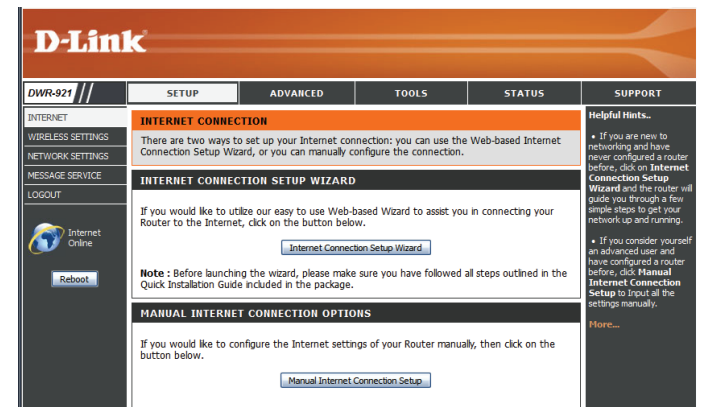 D-Link
DWR-921
SETUP
ADVANCED
TOOLS
STATUS
SUPPORT
INTERNET
WIRELESS SETTINGS
NETWORK SETTINGS
MESSAGE SERVICE
LOGOUT
Internet
Online
Reboot
INTERNET CONNECTION
There are two ways to set up your Internet connection: you can use the Web-based Internet
Connection Setup Wizard, or you can manually configure the connection.
INTERNET CONNECTION SETUP WIZARD
If you would like to utilize our easy to use Web-based Wizard to assist you in connecting your
Router to the Internet, click on the button below.
Internet Connection Setup Wizard
Note : Before launching the wizard, please make sure you have followed all steps outlined in the
Quick Installation Guide included in the package.
MANUAL INTERNET CONNECTION OPTIONS
If you would like to configure the Internet settings of your Router manually, then click on the
button below.
Manual Internet Connection Setup
Helpful Hints..
• If you are new to
networking and have
never configured a router
before, click on Internet
Connection Setup
Wizard and the router will
guide you through a few
simple steps to get your
network up and running.
• If you consider yourself
an advanced user and
have configured a router
before, click Manual
Internet Connection
Setup to Input all the
settings manually.
More...